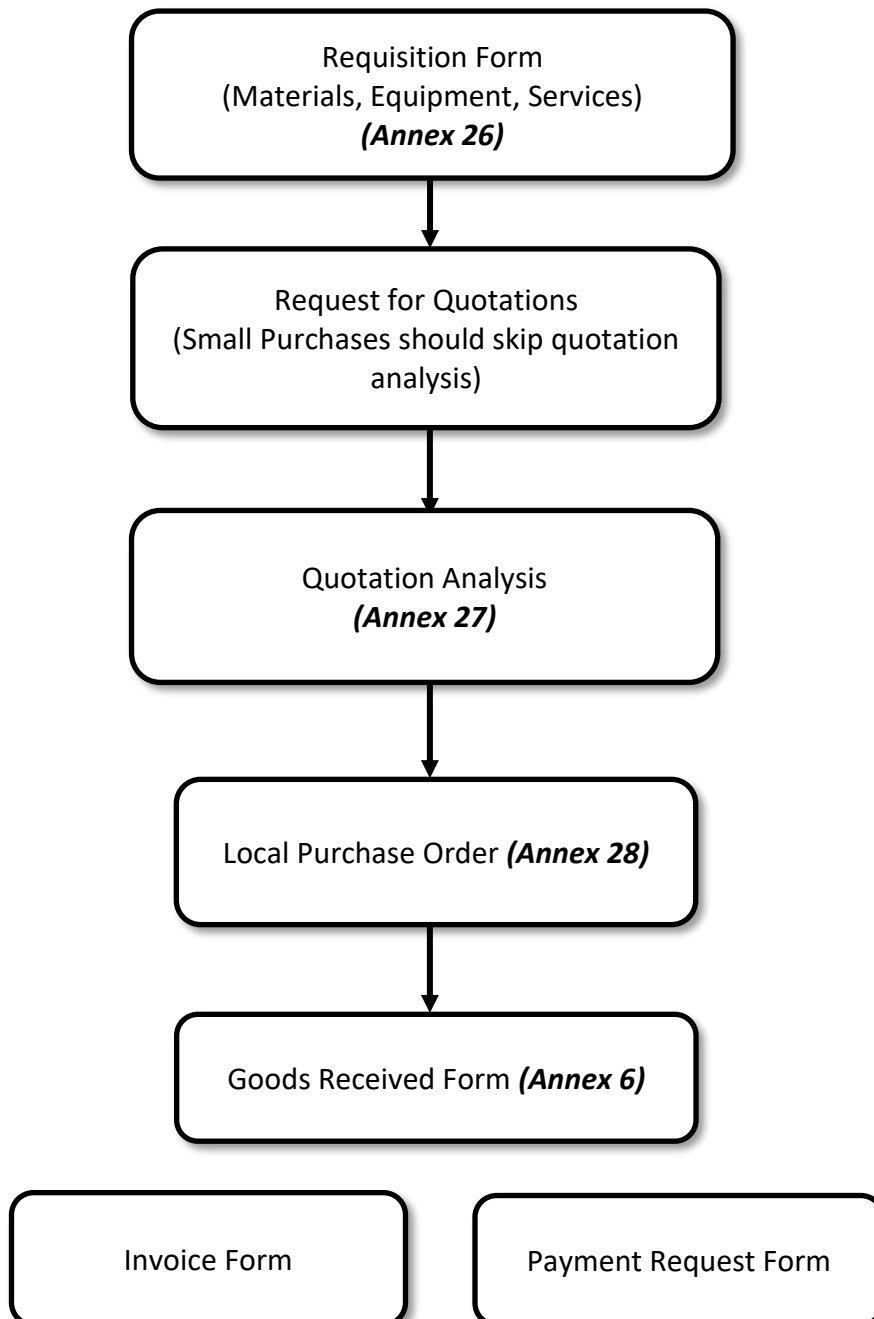 Requisition Form
(Materials, Equipment, Services)
(Annex 26)
Request for Quotations
(Small Purchases should skip quotation
analysis)
Quotation Analysis
(Annex 27)
Local Purchase Order (Annex 28)
Goods Received Form (Annex 6)
Invoice Form
Payment Request Form